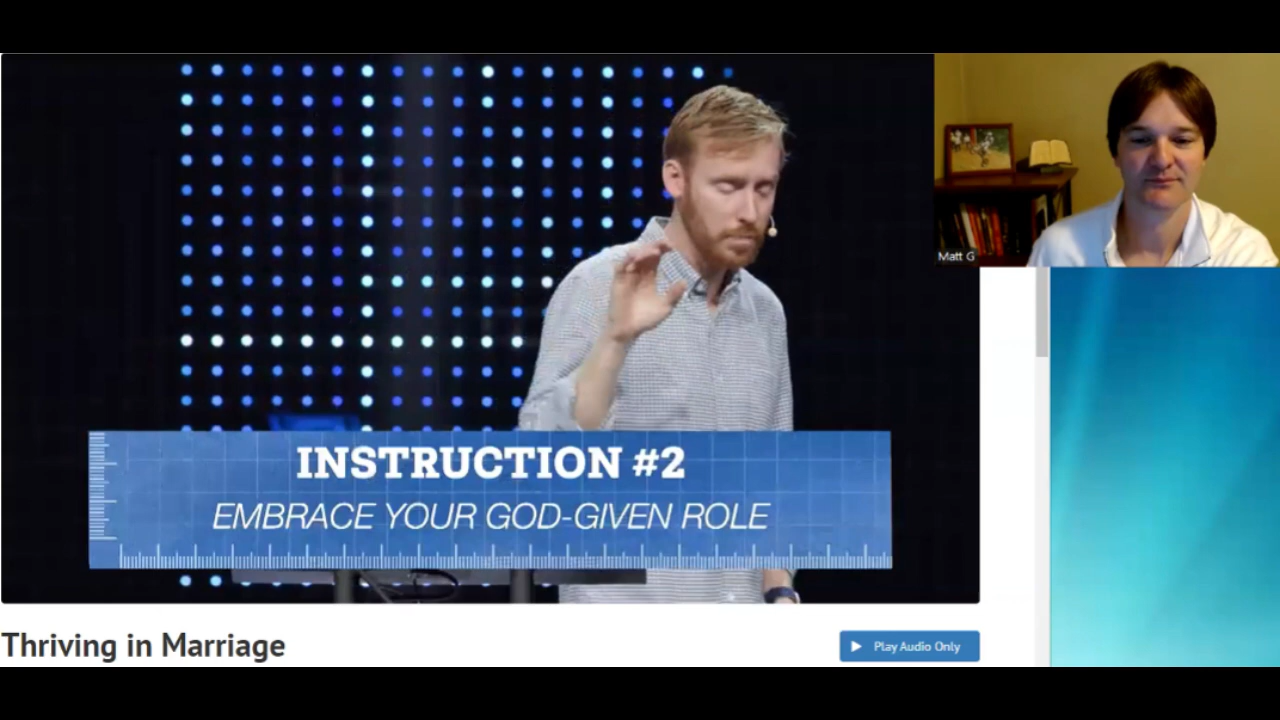 Matt G
INSTRUCTION #2
EMBRACE YOUR GOD-GIVEN ROLE
Thriving in Marriage
Play Audio Only